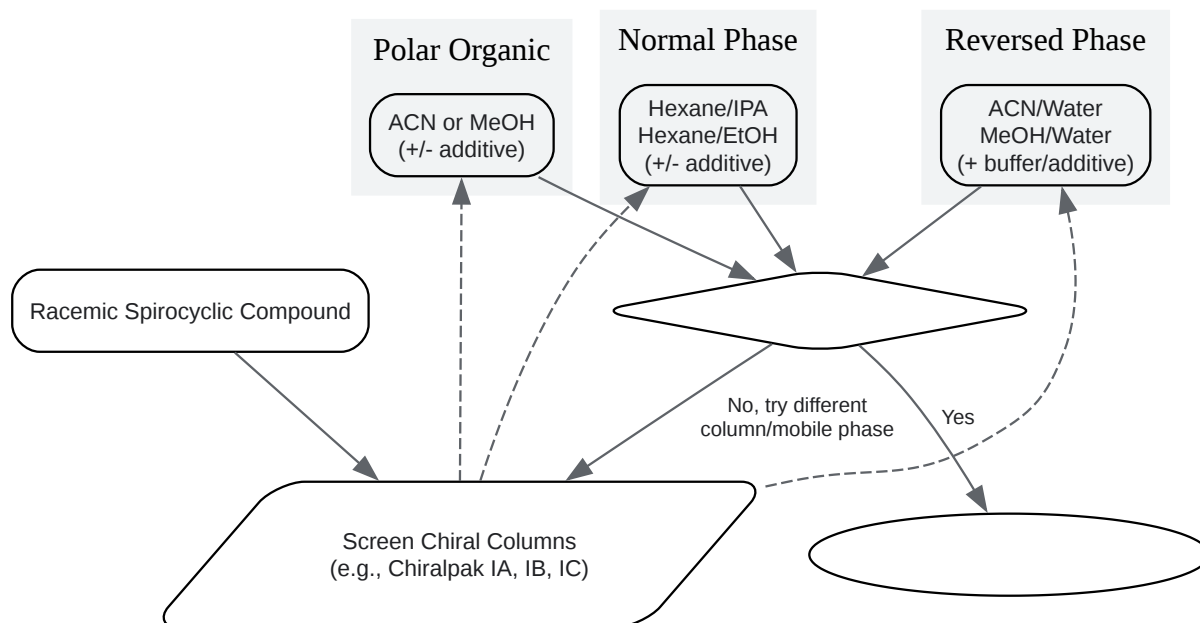 Polar Organic
Normal Phase
Reversed Phase
ACN or MeOH
(+/- additive)
Hexane/IPA
Hexane/EtOH
(+/- additive)
ACN/Water
MeOH/Water
(+ buffer/additive)
Racemic Spirocyclic Compound
No, try different
column/mobile phase
Yes
Screen Chiral Columns
(e.g., Chiralpak IA, IB, IC)